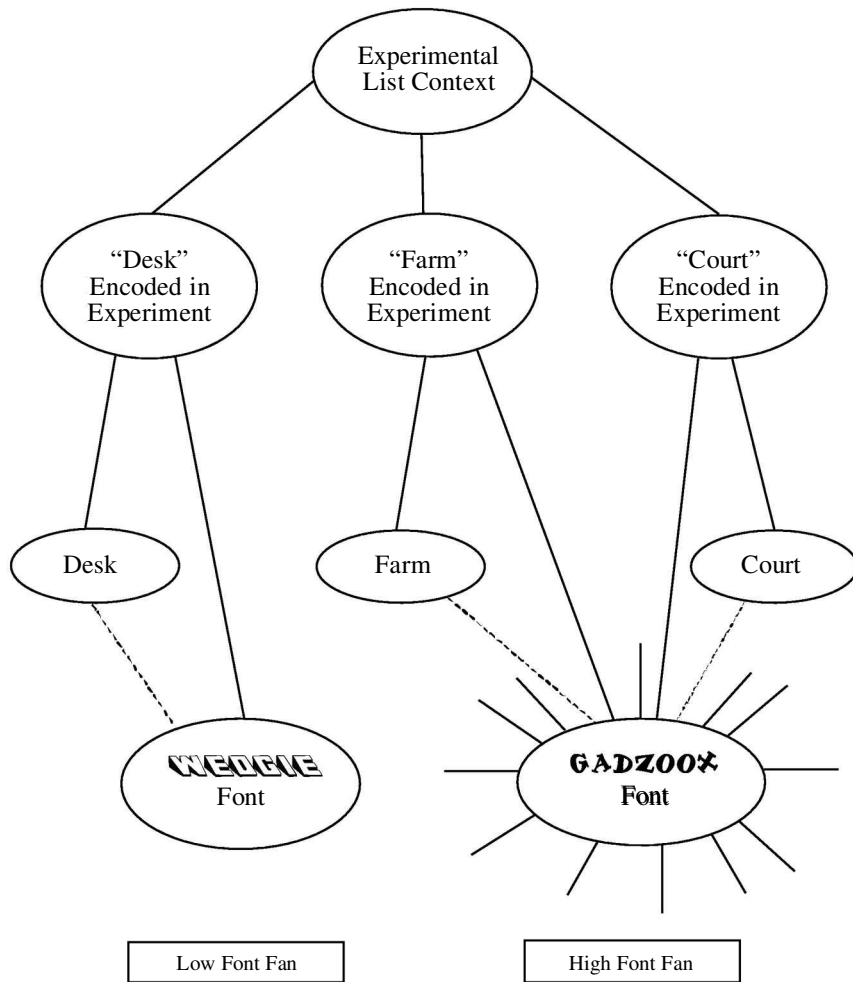 Experimental
List Context
“Desk”
Encoded in
Experiment
“Farm”
Encoded in
Experiment
“Court”
Encoded in
Experiment
Desk
Farm
Court
WEDGIE
Font
GADZOOX
Font
Low Font Fan
High Font Fan